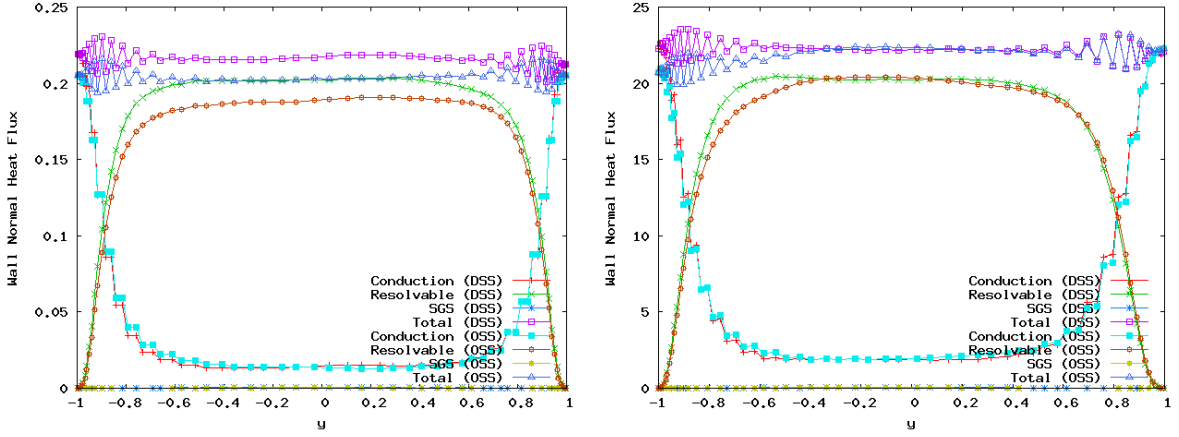 0.25
0.2
0.15
0.1
0.05
0
-1
-0.8
-0.6
-0.4
-0.2
0
0.2
0.4
0.6
0.8
1
Wall Normal Heat Flux
y
Conduction (DSS)
Resolvable (DSS)
SGS (DSS)
Total (DSS)
Conduction (OSS)
Resolvable (OSS)
SGS (OSS)
Total (OSS)
25
20
15
10
5
0
-1
-0.8
-0.6
-0.4
-0.2
0
0.2
0.4
0.6
0.8
1
Wall Normal Heat Flux
y
Conduction (DSS)
Resolvable (DSS)
SGS (DSS)
Total (DSS)
Conduction (OSS)
Resolvable (OSS)
SGS (OSS)
Total (OSS)